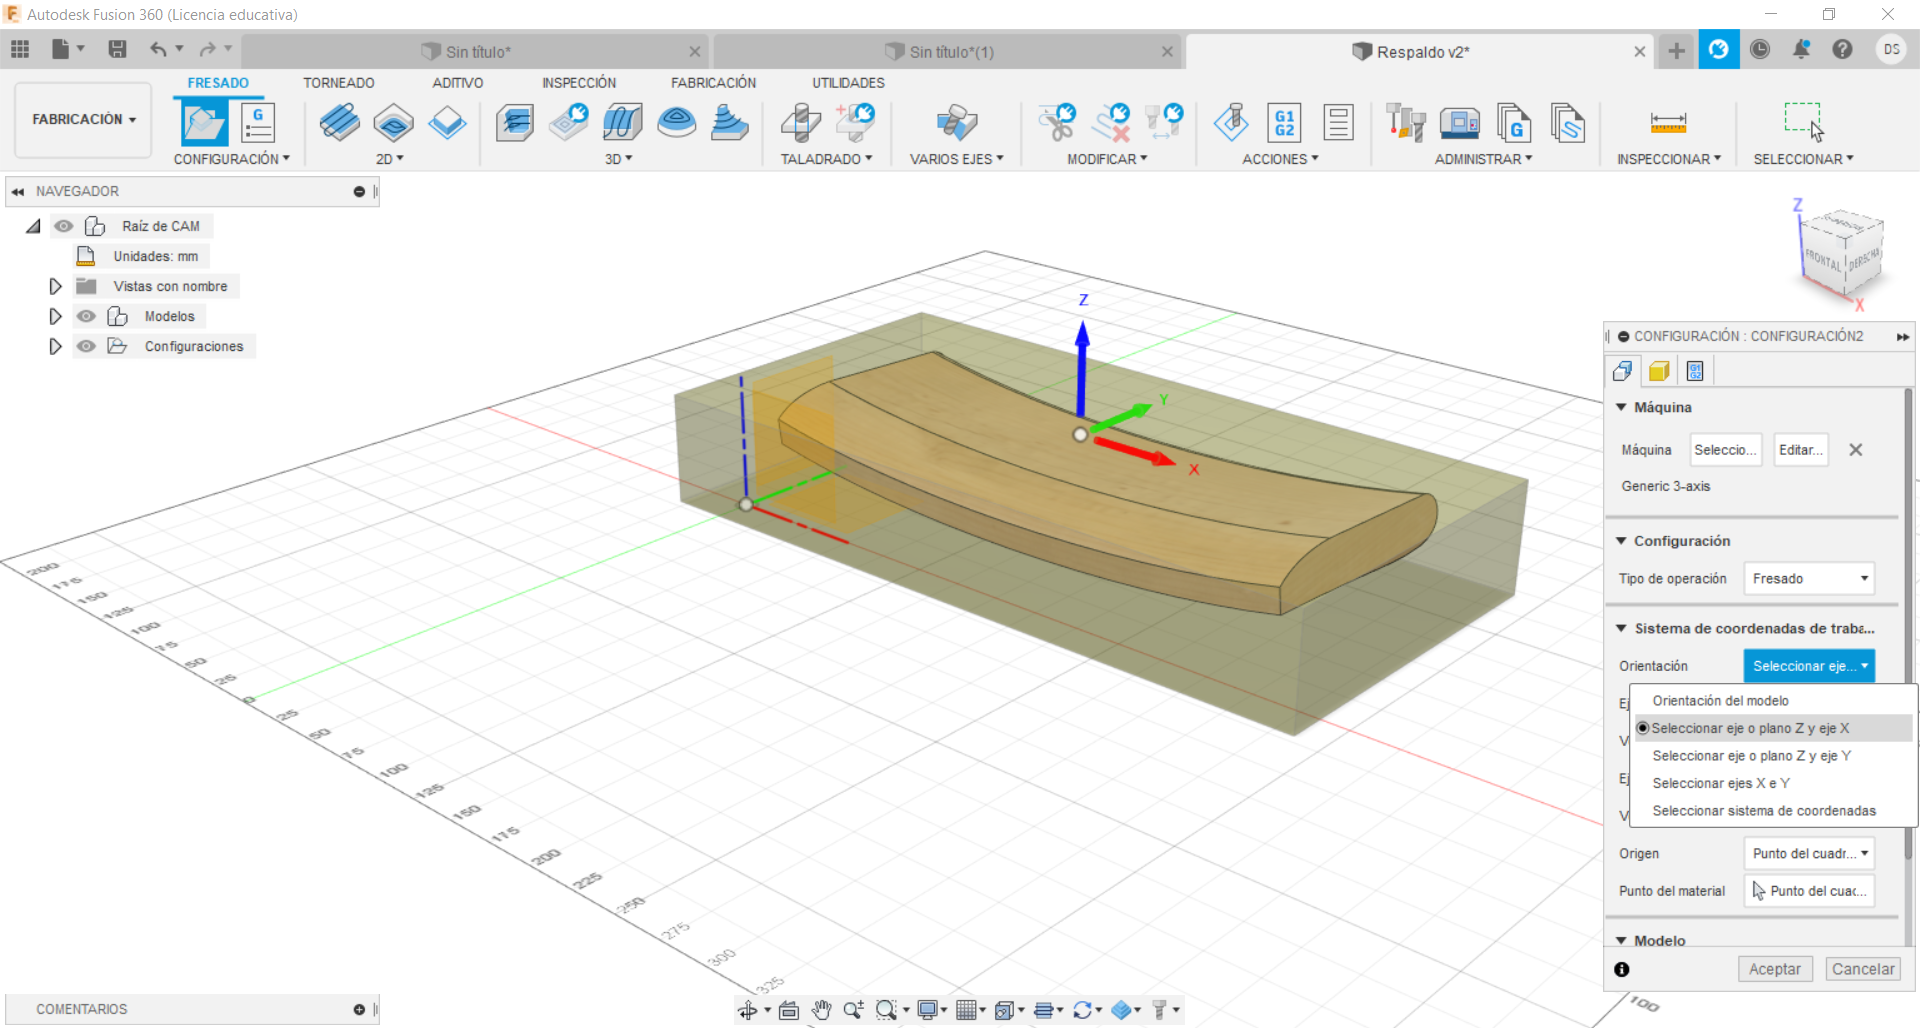 Autodesk Fusion 360 (Licencia educativa)
Sin título*
Sin título*(1)
Respaldo v2*
DS
FRESADO
TORNEADO
ADITIVO
INSPECCIÓN
FABRICACIÓN
UTILIDADES
FABRICACIÓN
G
G1
G2
G
CONFIGURACIÓN
2D
3D
TALADRADO
VARIOS EJES
MODIFICAR
ACCIONES
ADMINISTRAR
INSPECCIONAR
SELECCIONAR
NAVEGADOR
Raíz de CAM
Unidades: mm
Vistas con nombre
Modelos
Configuraciones
Z
Y
X
Z
FRONTAL
DERECHA
X
200
175
150
125
100
75
50
25
0
25
50
75
100
125
150
175
200
225
250
275
300
325
100
CONFIGURACIÓN : CONFIGURACIÓN2
G1
G2
Máquina
Máquina
Seleccio...
Editar...
Generic 3-axis
Configuración
Tipo de operación
Fresado
Sistema de coordenadas de traba...
Orientación
Seleccionar eje...
Orientación del modelo
Seleccionar eje o plano Z y eje X
Seleccionar eje o plano Z y eje Y
Seleccionar ejes X e Y
Seleccionar sistema de coordenadas
Origen
Punto del cuadr...
Punto del material
Punto del cuac...
Modelo
Aceptar
Cancelar
COMENTARIOS